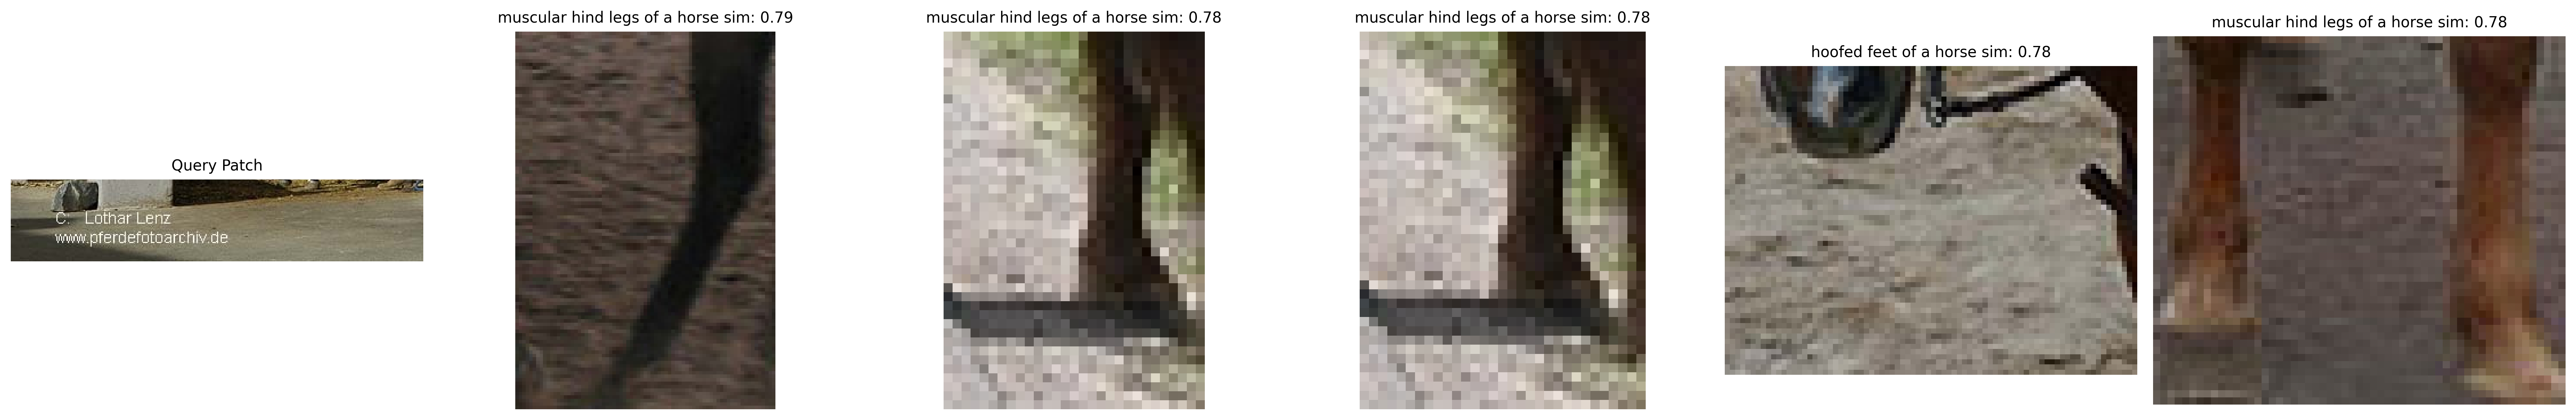 muscular hind legs of a horse sim: 0.79
muscular hind legs of a horse sim: 0.78
muscular hind legs of a horse sim: 0.78
muscular hind legs of a horse sim: 0.78
hoofed feet of a horse sim: 0.78
Query Patch
C: Lothar Lenz
www.pferdefotoarchiv.de